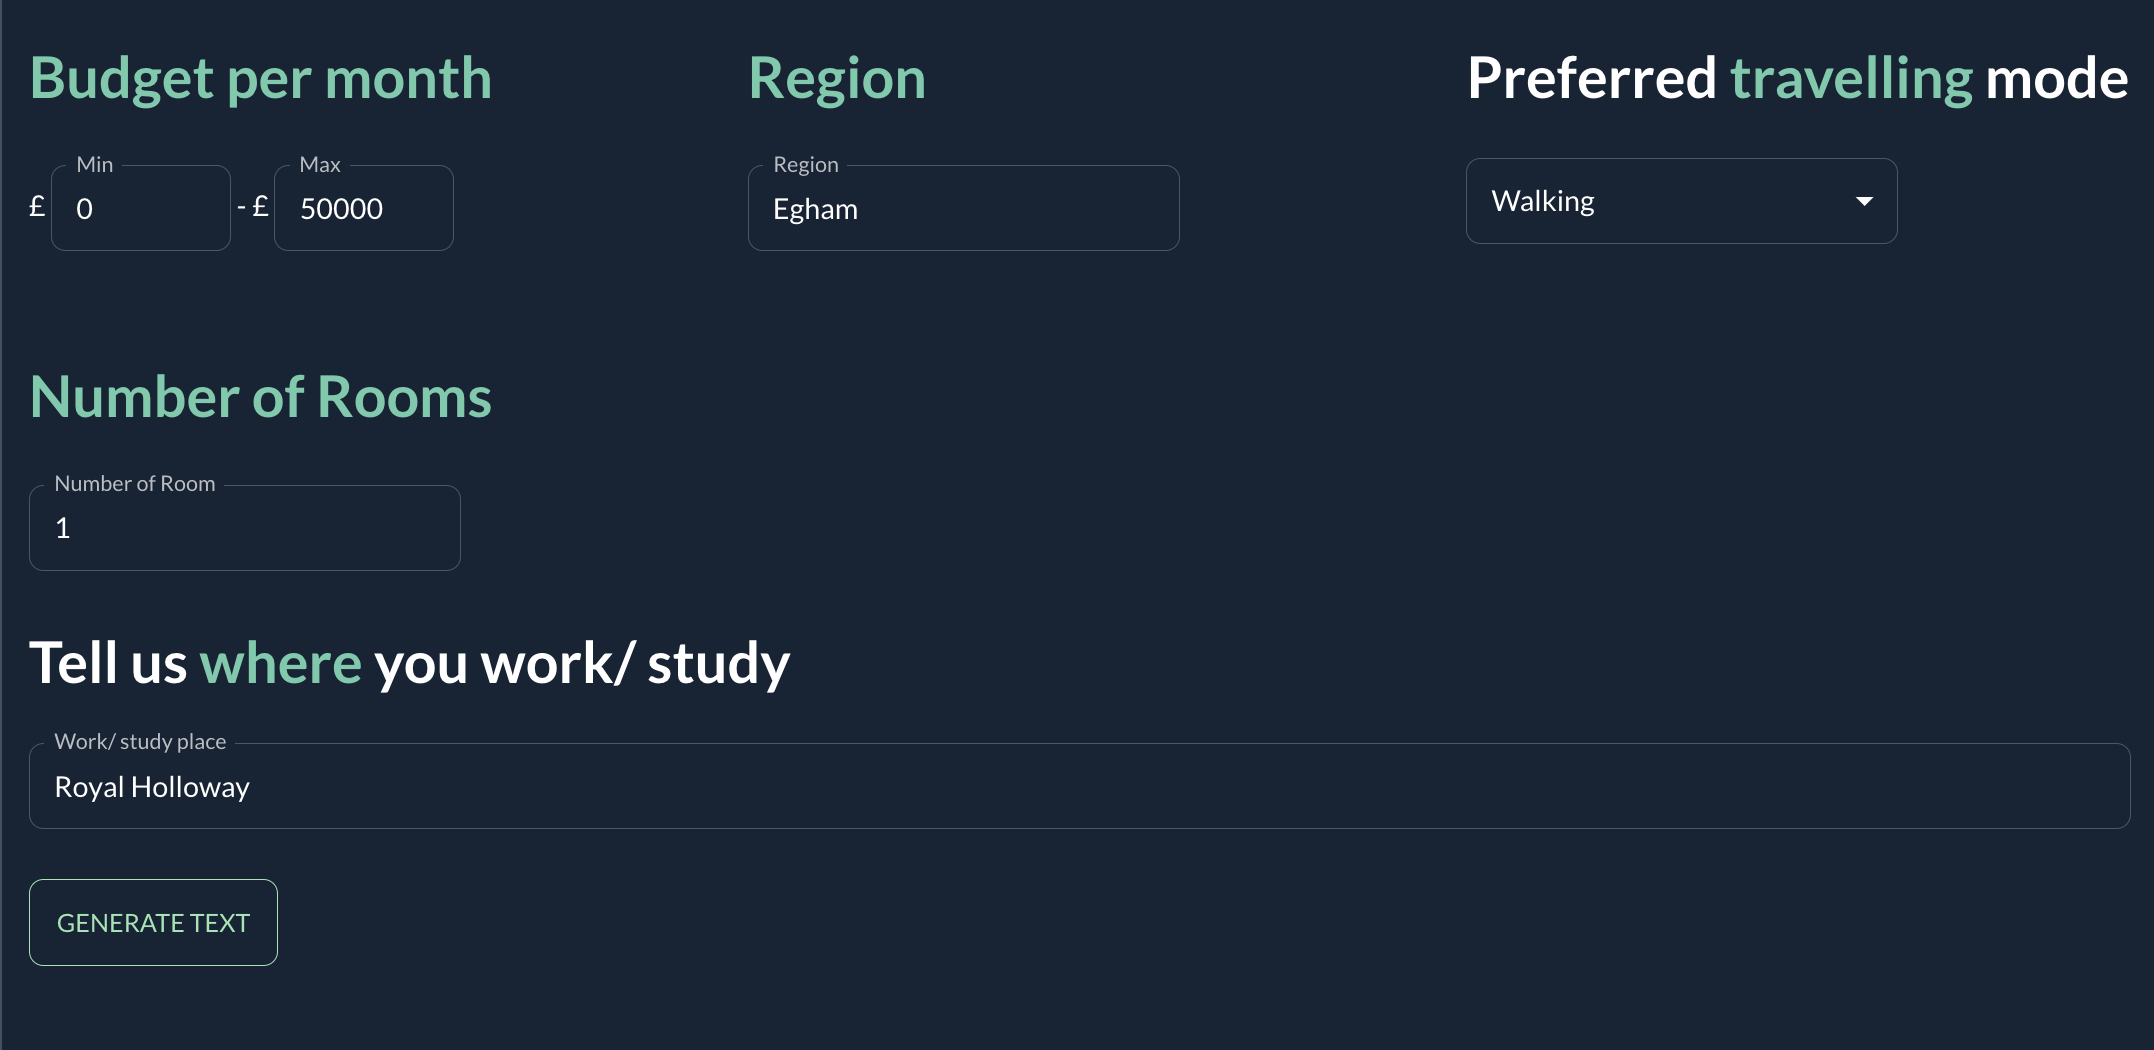 Budget per month
Region
Preferred travelling mode
Min
Max
Region
£ 0 - £ 50000
Egham
Walking
Number of Rooms
Number of Room
1
Tell us where you work/ study
Work/ study place
Royal Holloway
GENERATE TEXT